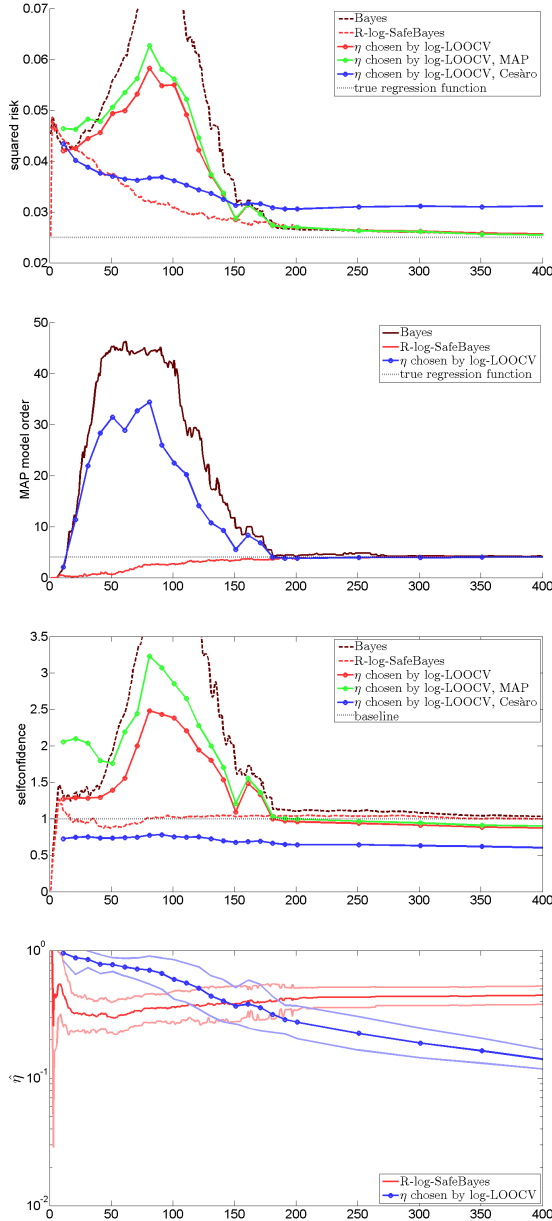 0.07
0.06
0.05
0.04
0.03
0.02
squared risk
Bayes
R-log-SafeBayes
η chosen by log-LOOCV
η chosen by log-LOOCV, MAP
η chosen by log-LOOCV, Cesàro
true regression function
0 50 100 150 200 250 300 350 400
50
40
30
20
10
0
MAP model order
Bayes
R-log-SafeBayes
η chosen by log-LOOCV
true regression function
0 50 100 150 200 250 300 350 400
3.5
3
2.5
2
1.5
1
0.5
0
selfconfidence
Bayes
R-log-SafeBayes
η chosen by log-LOOCV
η chosen by log-LOOCV, MAP
η chosen by log-LOOCV, Cesàro
baseline
0 50 100 150 200 250 300 350 400
10⁰
10⁻¹
10⁻²
η̂
R-log-SafeBayes
η chosen by log-LOOCV
0 50 100 150 200 250 300 350 400